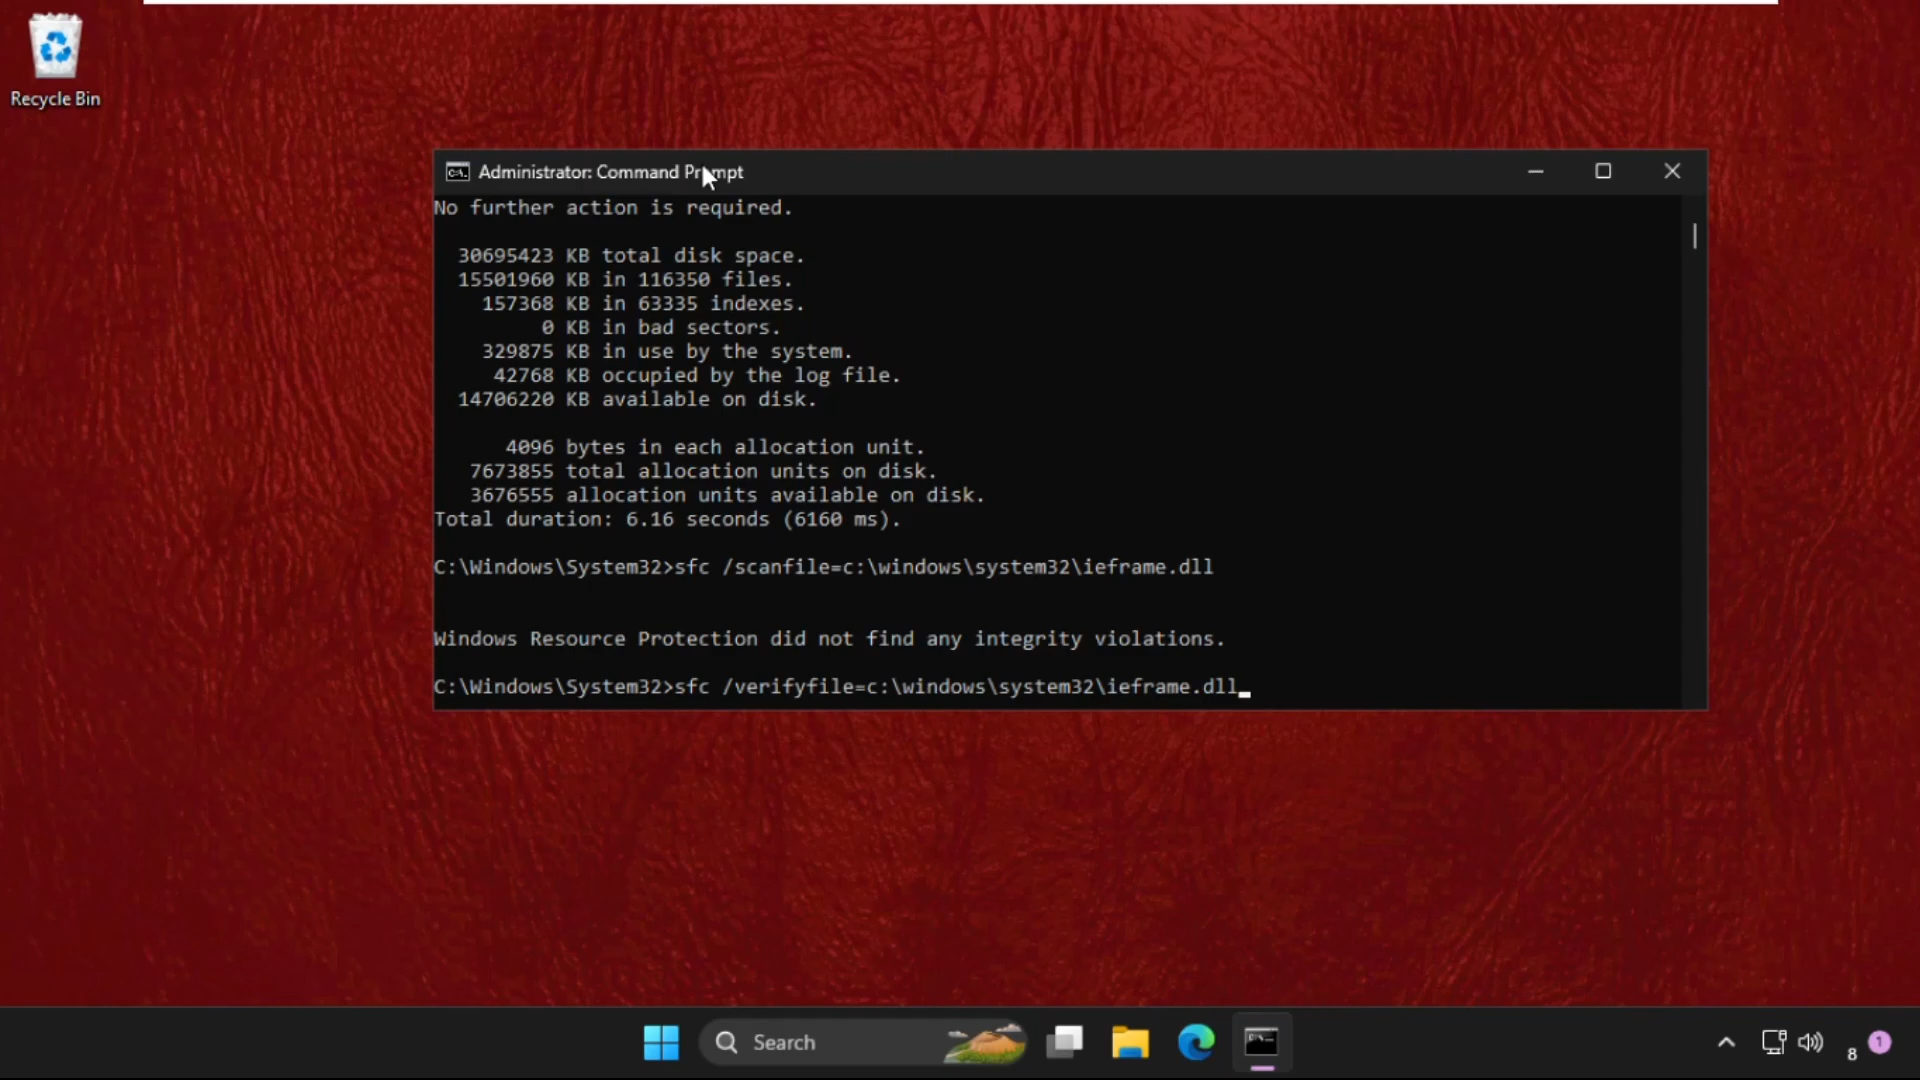 Recycle Bin
Administrator: Command Prompt
No further action is required.
30695423 KB total disk space.
15501960 KB in 116350 files.
157368 KB in 63335 indexes.
0 KB in bad sectors.
329875 KB in use by the system.
42768 KB occupied by the log file.
14706220 KB available on disk.
4096 bytes in each allocation unit.
7673855 total allocation units on disk.
3676555 allocation units available on disk.
Total duration: 6.16 seconds (6160 ms).
C:\Windows\System32>sfc /scanfile=c:\windows\system32\ieframe.dll
Windows Resource Protection did not find any integrity violations.
C:\Windows\System32>sfc /verifyfile=c:\windows\system32\ieframe.dll
Search
8
1